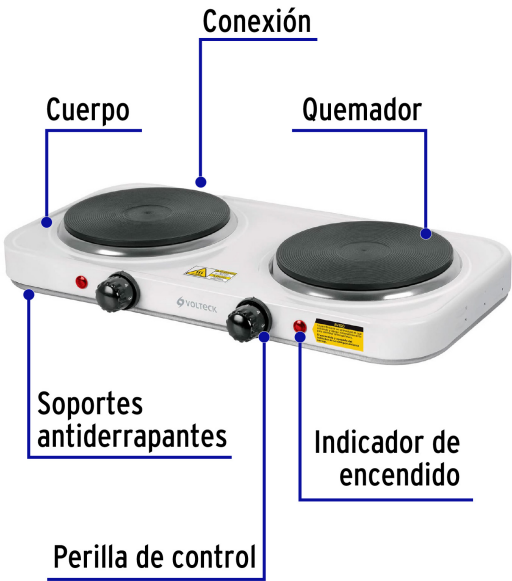 Conexión
Cuerpo
Quemador
VOLTECK
Soportes
antiderrapantes
Indicador de
encendido
Perilla de control